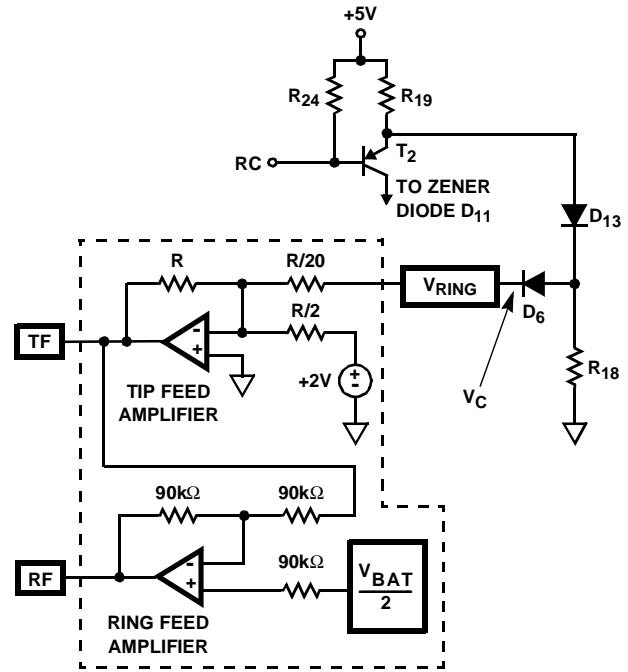 +5V
R24
R19
RC
T2
TO ZENER
DIODE D11
D13
R
R/20
VRING
D6
R/2
-
+
TF
TIP FEED
AMPLIFIER
+2V
+
-
VC
R18
90kΩ
90kΩ
-
+
90kΩ
VBAT
2
RF
RING FEED
AMPLIFIER